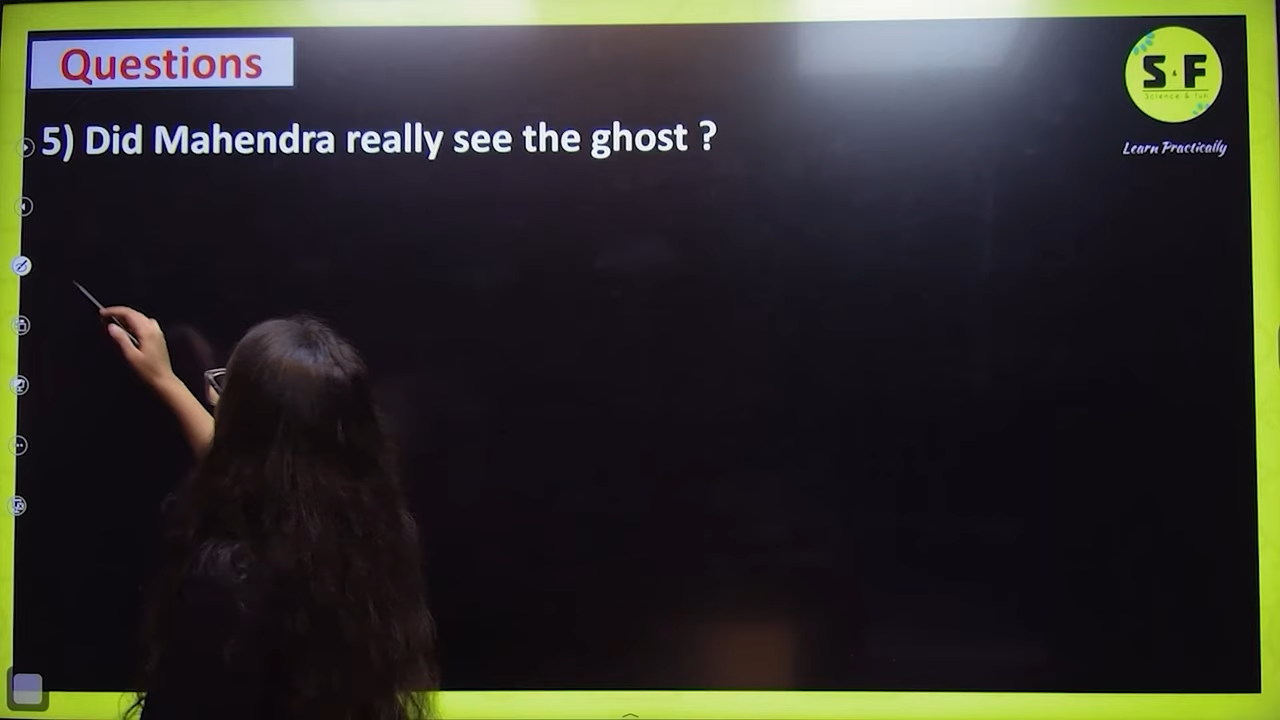 Questions
5) Did Mahendra really see the ghost ?
S&F
Science & fun
Learn Practically